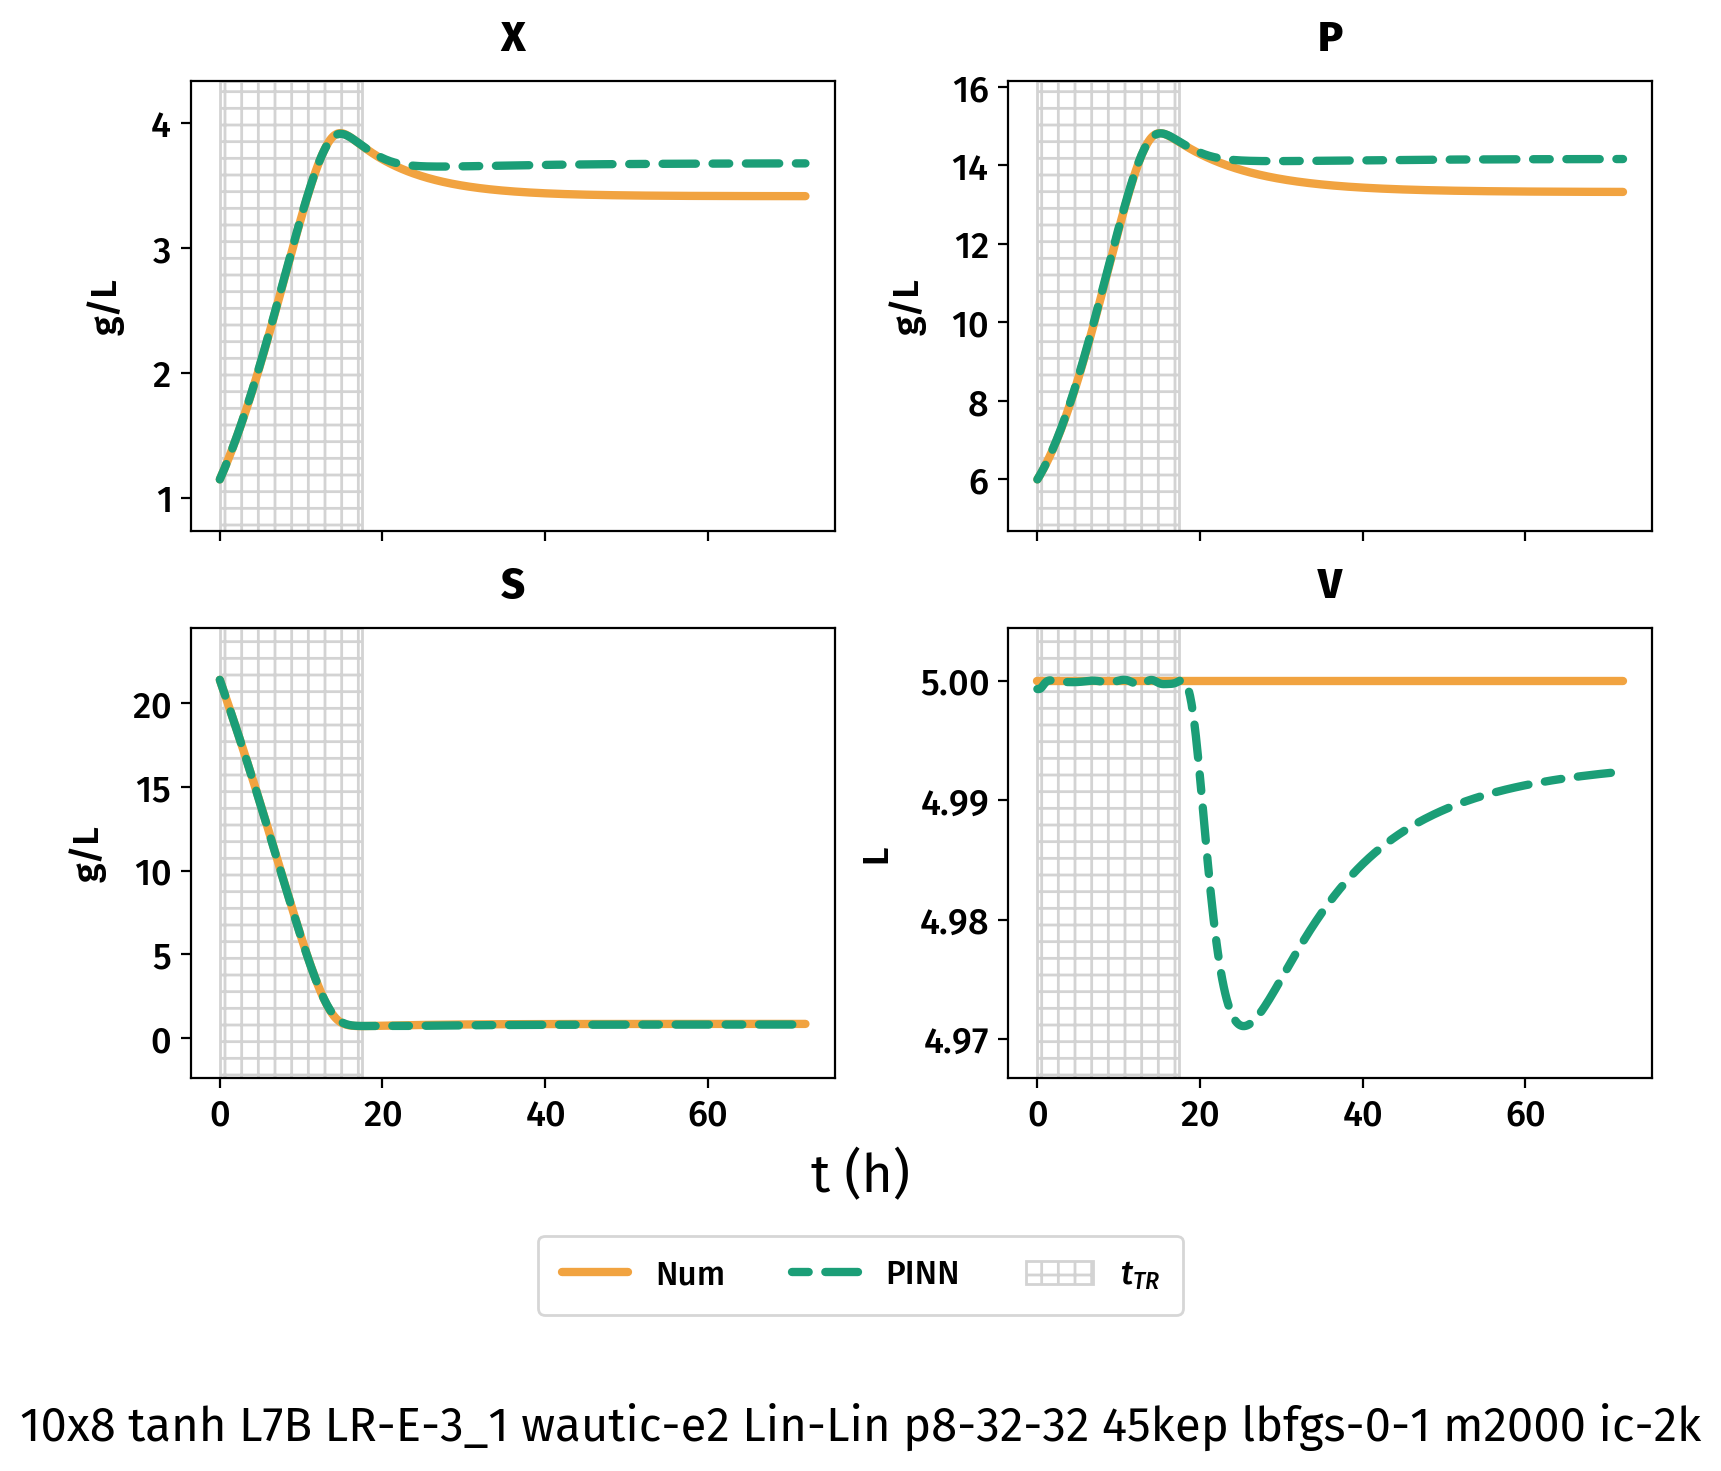 X
4
3
2
1
g/L
P
16
14
12
10
8
6
g/L
S
20
15
10
5
0
g/L
0 20 40 60
V
5.00
4.99
4.98
4.97
L
0 20 40 60
t (h)
Num PINN t_TR
10x8 tanh L7B LR-E-3_1 wautic-e2 Lin-Lin p8-32-32 45kep lbfgs-0-1 m2000 ic-2k